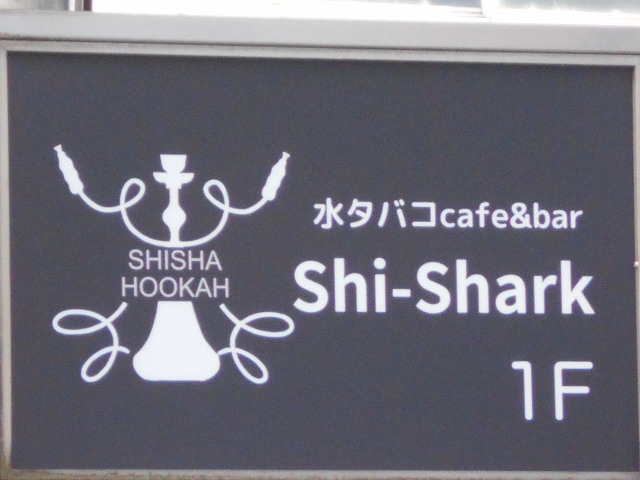 SHISHA
HOOKAH
水タバコcafe&bar
Shi-Shark
1F